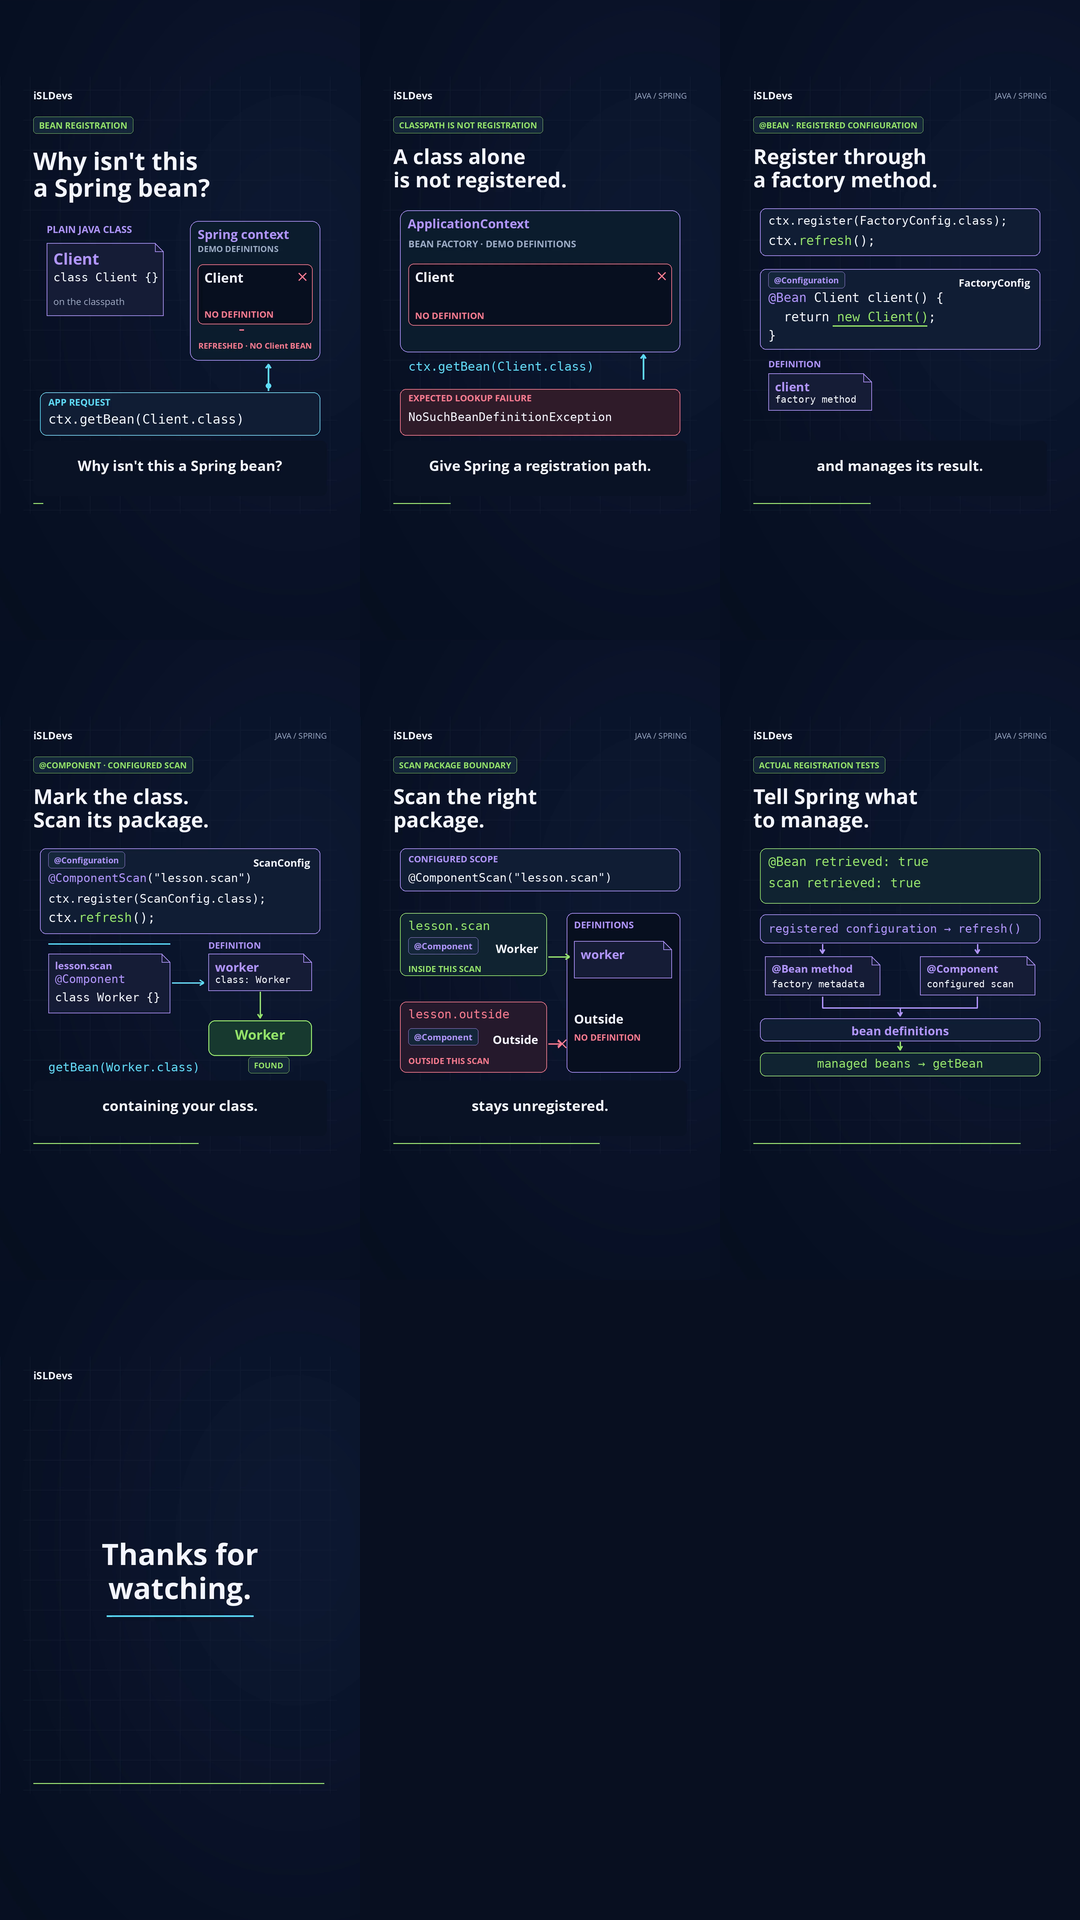 iSLDevs
BEAN REGISTRATION
Why isn't this
a Spring bean?
PLAIN JAVA CLASS
Client
class Client {}
on the classpath
Spring context
DEMO DEFINITIONS
Client
NO DEFINITION
REFRESHED · NO Client BEAN
APP REQUEST
ctx.getBean(Client.class)
Why isn't this a Spring bean?
iSLDevs
JAVA / SPRING
CLASSPATH IS NOT REGISTRATION
A class alone
is not registered.
ApplicationContext
BEAN FACTORY · DEMO DEFINITIONS
Client
NO DEFINITION
ctx.getBean(Client.class)
EXPECTED LOOKUP FAILURE
NoSuchBeanDefinitionException
Give Spring a registration path.
iSLDevs
JAVA / SPRING
@BEAN · REGISTERED CONFIGURATION
Register through
a factory method.
ctx.register(FactoryConfig.class);
ctx.refresh();
@Configuration
FactoryConfig
@Bean Client client() {
return new Client();
}
DEFINITION
client
factory method
and manages its result.
iSLDevs
JAVA / SPRING
@COMPONENT · CONFIGURED SCAN
Mark the class.
Scan its package.
@Configuration
ScanConfig
@ComponentScan("lesson.scan")
ctx.register(ScanConfig.class);
ctx.refresh();
lesson.scan
@Component
class Worker {}
DEFINITION
worker
class: Worker
Worker
getBean(Worker.class)
FOUND
containing your class.
iSLDevs
JAVA / SPRING
SCAN PACKAGE BOUNDARY
Scan the right
package.
CONFIGURED SCOPE
@ComponentScan("lesson.scan")
lesson.scan
@Component
Worker
INSIDE THIS SCAN
DEFINITIONS
worker
lesson.outside
@Component
Outside
OUTSIDE THIS SCAN
Outside
NO DEFINITION
stays unregistered.
iSLDevs
JAVA / SPRING
ACTUAL REGISTRATION TESTS
Tell Spring what
to manage.
@Bean retrieved: true
scan retrieved: true
registered configuration → refresh()
@Bean method
factory metadata
@Component
configured scan
bean definitions
managed beans → getBean
iSLDevs
Thanks for
watching.